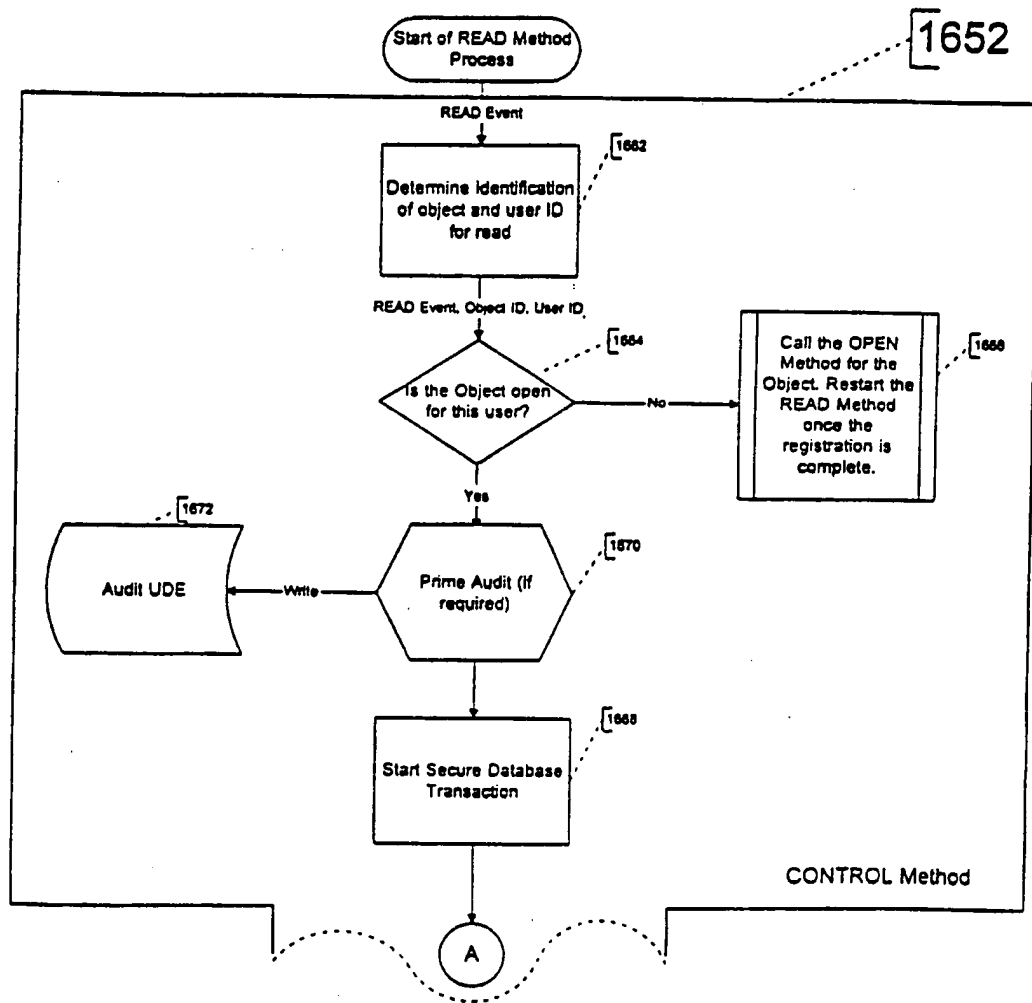 Start of READ Method
Process
1652
READ Event
1662
Determine Identification
of object and user ID
for read
READ Event, Object ID, User ID
1664
Is the Object open
for this user?
No
Call the OPEN
Method for the
Object. Restart the
READ Method
once the
registration is
complete.
1666
Yes
1672
Audit UDE
Write
Prime Audit (if
required)
1670
1668
Start Secure Database
Transaction
CONTROL Method
A